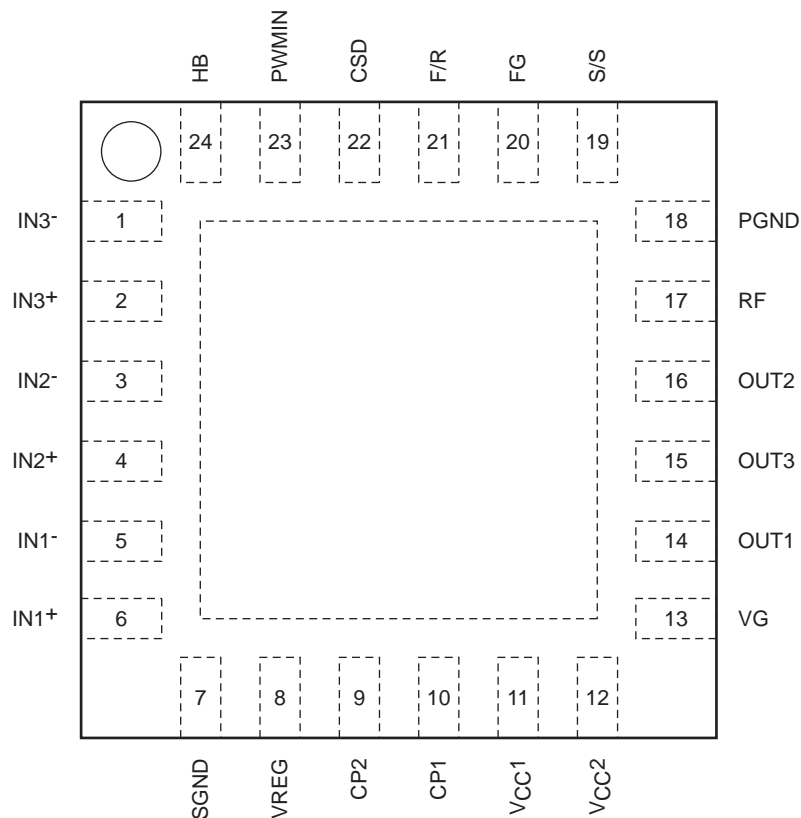 HB PWMIN CSD F/R FG S/S
24 23 22 21 20 19
IN3- 1 18 PGND
IN3+ 2 17 RF
IN2- 3 16 OUT2
IN2+ 4 15 OUT3
IN1- 5 14 OUT1
IN1+ 6 13 VG
7 8 9 10 11 12
SGND VREG CP2 CP1 VCC1 VCC2